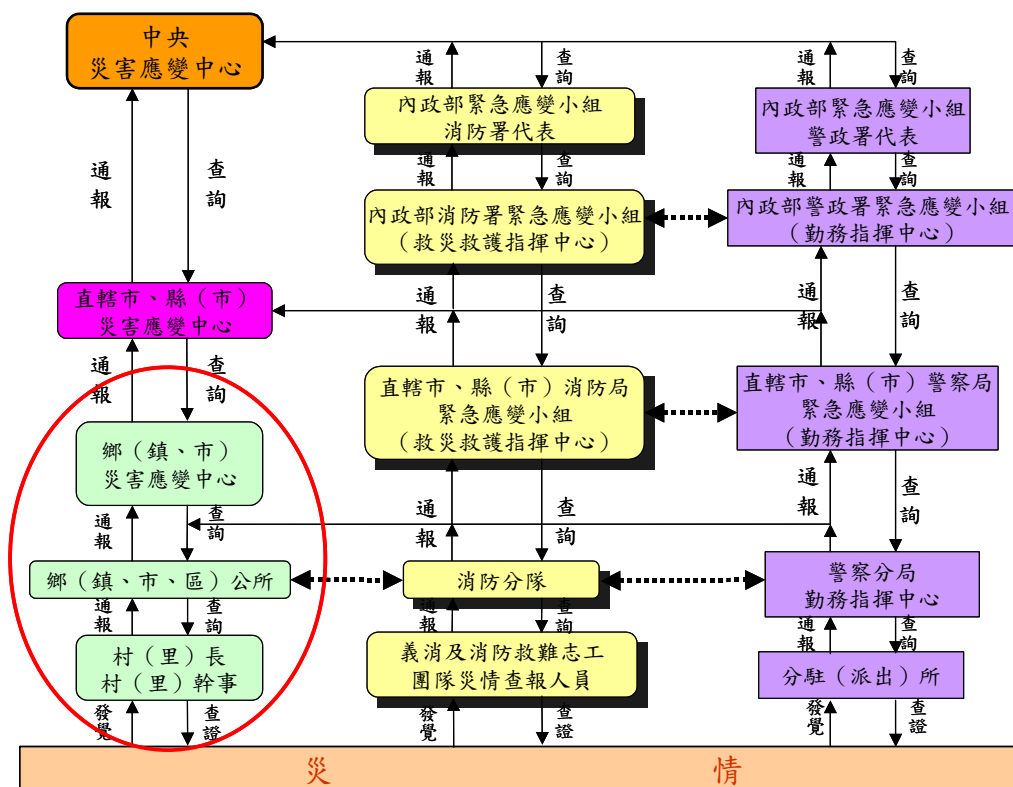 中央
災害應變中心
通報
查詢
通報
查詢
通報
查詢
內政部緊急應變小組
消防署代表
內政部緊急應變小組
警政署代表
通報
查詢
通報
查詢
內政部消防署緊急應變小組
（救災救護指揮中心）
內政部警政署緊急應變小組
（勤務指揮中心）
直轄市、縣（市）
災害應變中心
通報
查詢
通報
查詢
通報
查詢
直轄市、縣（市）消防局
緊急應變小組
（救災救護指揮中心）
直轄市、縣（市）警察局
緊急應變小組
（勤務指揮中心）
鄉（鎮、市）
災害應變中心
通報
查詢
通報
查詢
通報
查詢
鄉（鎮、市、區）公所
消防分隊
警察分局
勤務指揮中心
通報
查詢
通報
查詢
通報
查詢
村（里）長
村（里）幹事
義消及消防救難志工
團隊災情查報人員
分駐（派出）所
發覺
查證
發覺
查證
發覺
查證
災情